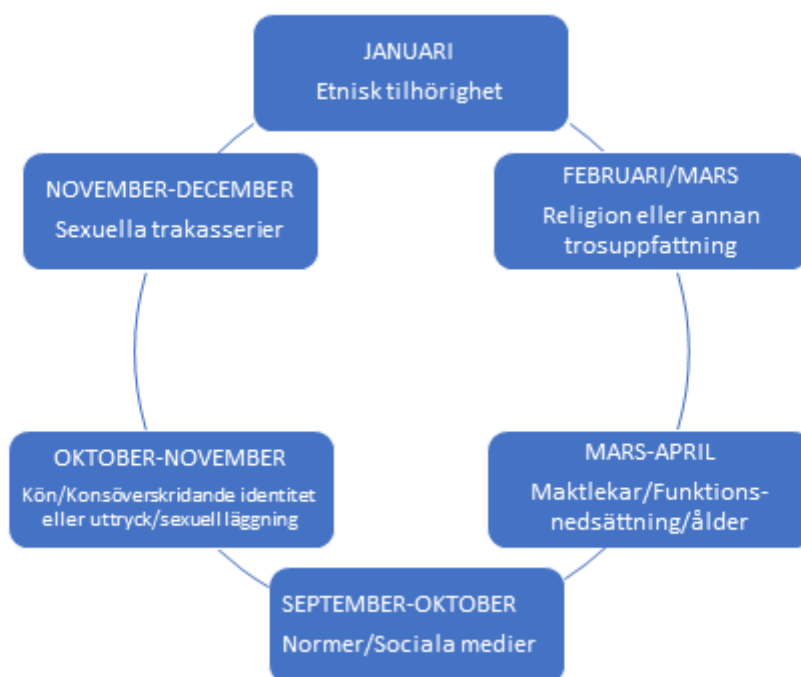 JANUARI
Etnisk tilhörighet
FEBRUARI/MARS
Religion eller annan
trosuppfattning
MARS-APRIL
Maktlekar/Funktions-
nedsättning/ålder
SEPTEMBER-OKTOBER
Normer/Sociala medier
OKTOBER-NOVEMBER
Kön/Konsöverskridande identitet
eller uttryck/sexuell läggning
NOVEMBER-DECEMBER
Sexuella trakasserier